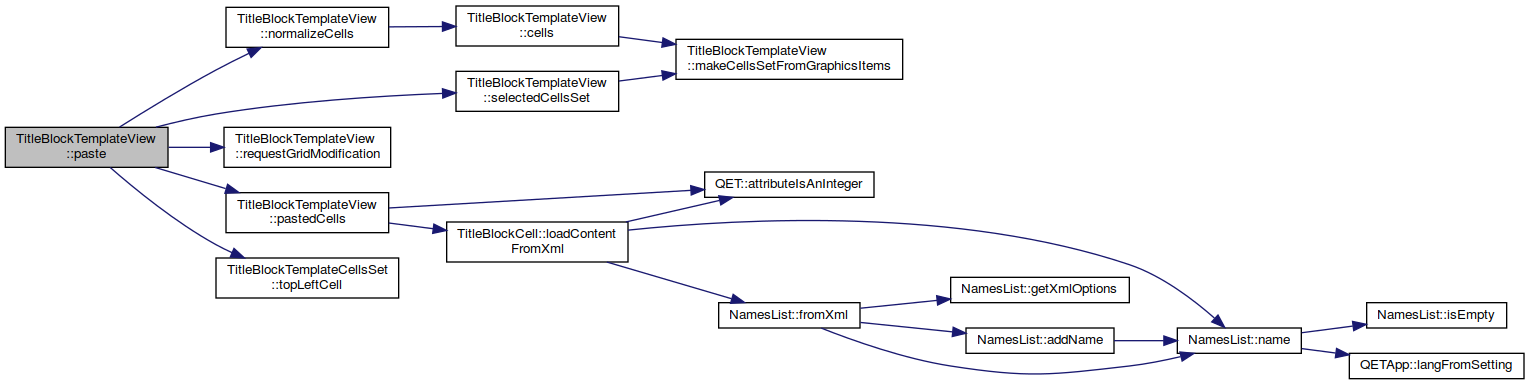 TitleBlockTemplateView
::paste
TitleBlockTemplateView
::normalizeCells
TitleBlockTemplateView
::cells
TitleBlockTemplateView
::makeCellsSetFromGraphicsItems
TitleBlockTemplateView
::selectedCellsSet
TitleBlockTemplateView
::requestGridModification
TitleBlockTemplateView
::pastedCells
QET::attributeIsAnInteger
TitleBlockCell::loadContent
FromXml
TitleBlockTemplateCellsSet
::topLeftCell
NamesList::fromXml
NamesList::getXmlOptions
NamesList::addName
NamesList::name
NamesList::isEmpty
QETApp::langFromSetting